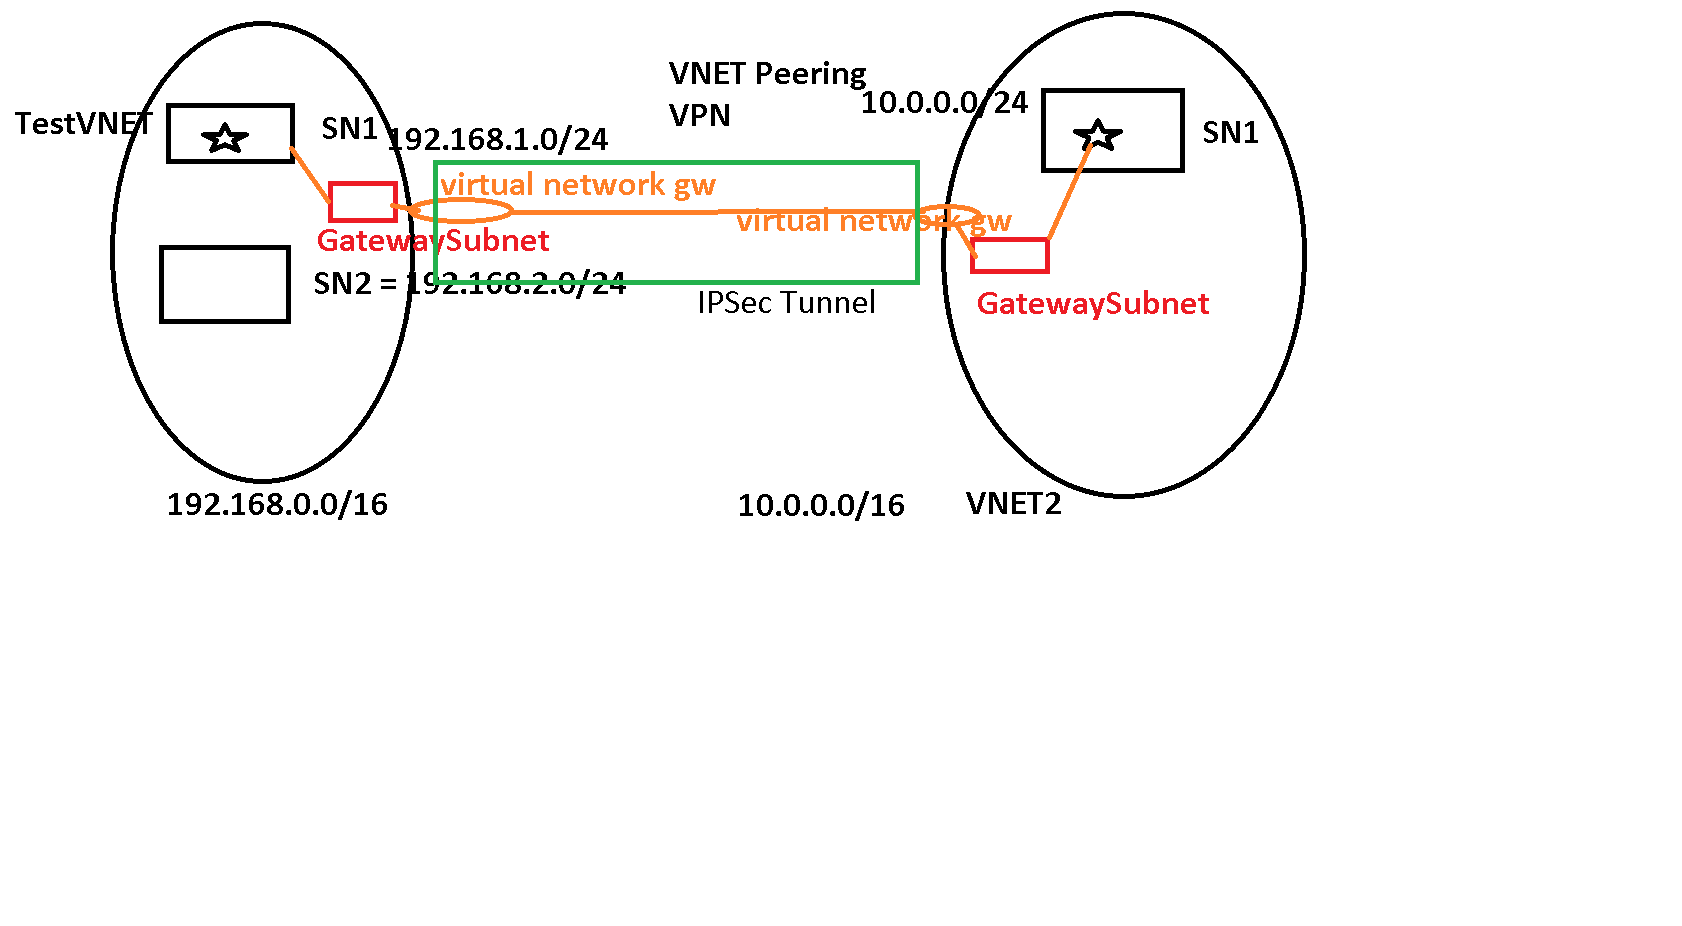 VNET Peering
VPN
10.0.0.0/24
TestVNET
SN1
192.168.1.0/24
SN1
virtual network gw
virtual network gw
GatewaySubnet
SN2 = 192.168.2.0/24
IPSec Tunnel
GatewaySubnet
192.168.0.0/16
10.0.0.0/16
VNET2